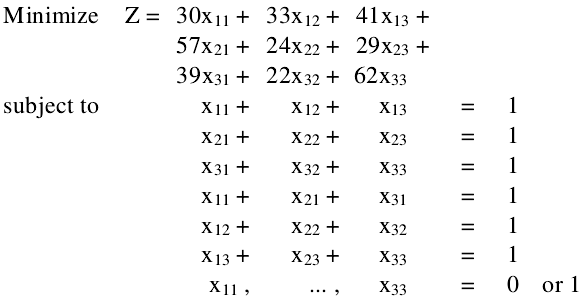 Minimize Z = 30x₁₁ + 33x₁₂ + 41x₁₃ +
57x₂₁ + 24x₂₂ + 29x₂₃ +
39x₃₁ + 22x₃₂ + 62x₃₃
subject to x₁₁ + x₁₂ + x₁₃ = 1
x₂₁ + x₂₂ + x₂₃ = 1
x₃₁ + x₃₂ + x₃₃ = 1
x₁₁ + x₂₁ + x₃₁ = 1
x₁₂ + x₂₂ + x₃₂ = 1
x₁₃ + x₂₃ + x₃₃ = 1
x₁₁ , ... , x₃₃ = 0 or 1